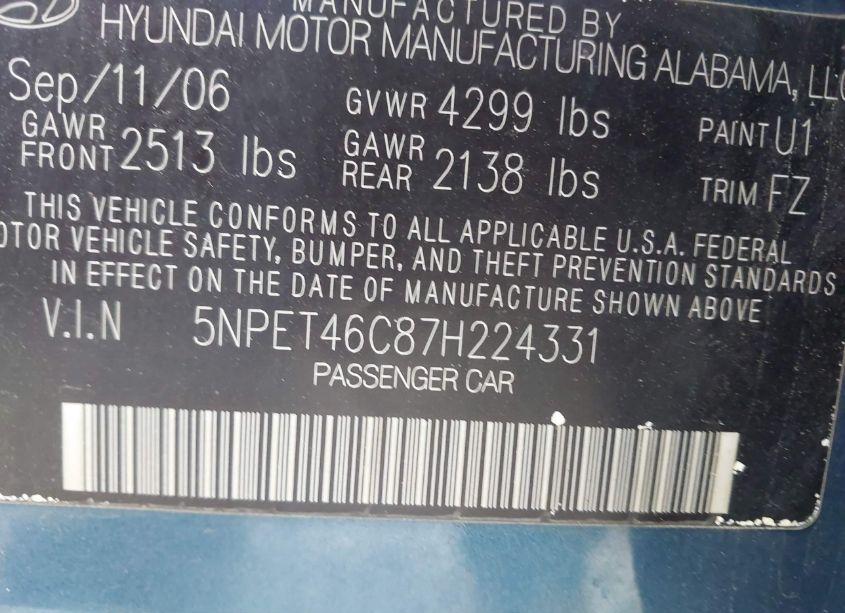 MANUFACTURED BY
HYUNDAI MOTOR MANUFACTURING ALABAMA, LLC
Sep/11/06 GVWR 4299 lbs PAINT U1
GAWR FRONT 2513 lbs GAWR REAR 2138 lbs TRIM FZ
THIS VEHICLE CONFORMS TO ALL APPLICABLE U.S.A. FEDERAL
OTOR VEHICLE SAFETY, BUMPER, AND THEFT PREVENTION STANDARDS
IN EFFECT ON THE DATE OF MANUFACTURE SHOWN ABOVE
V.I.N 5NPET46C87H224331
PASSENGER CAR